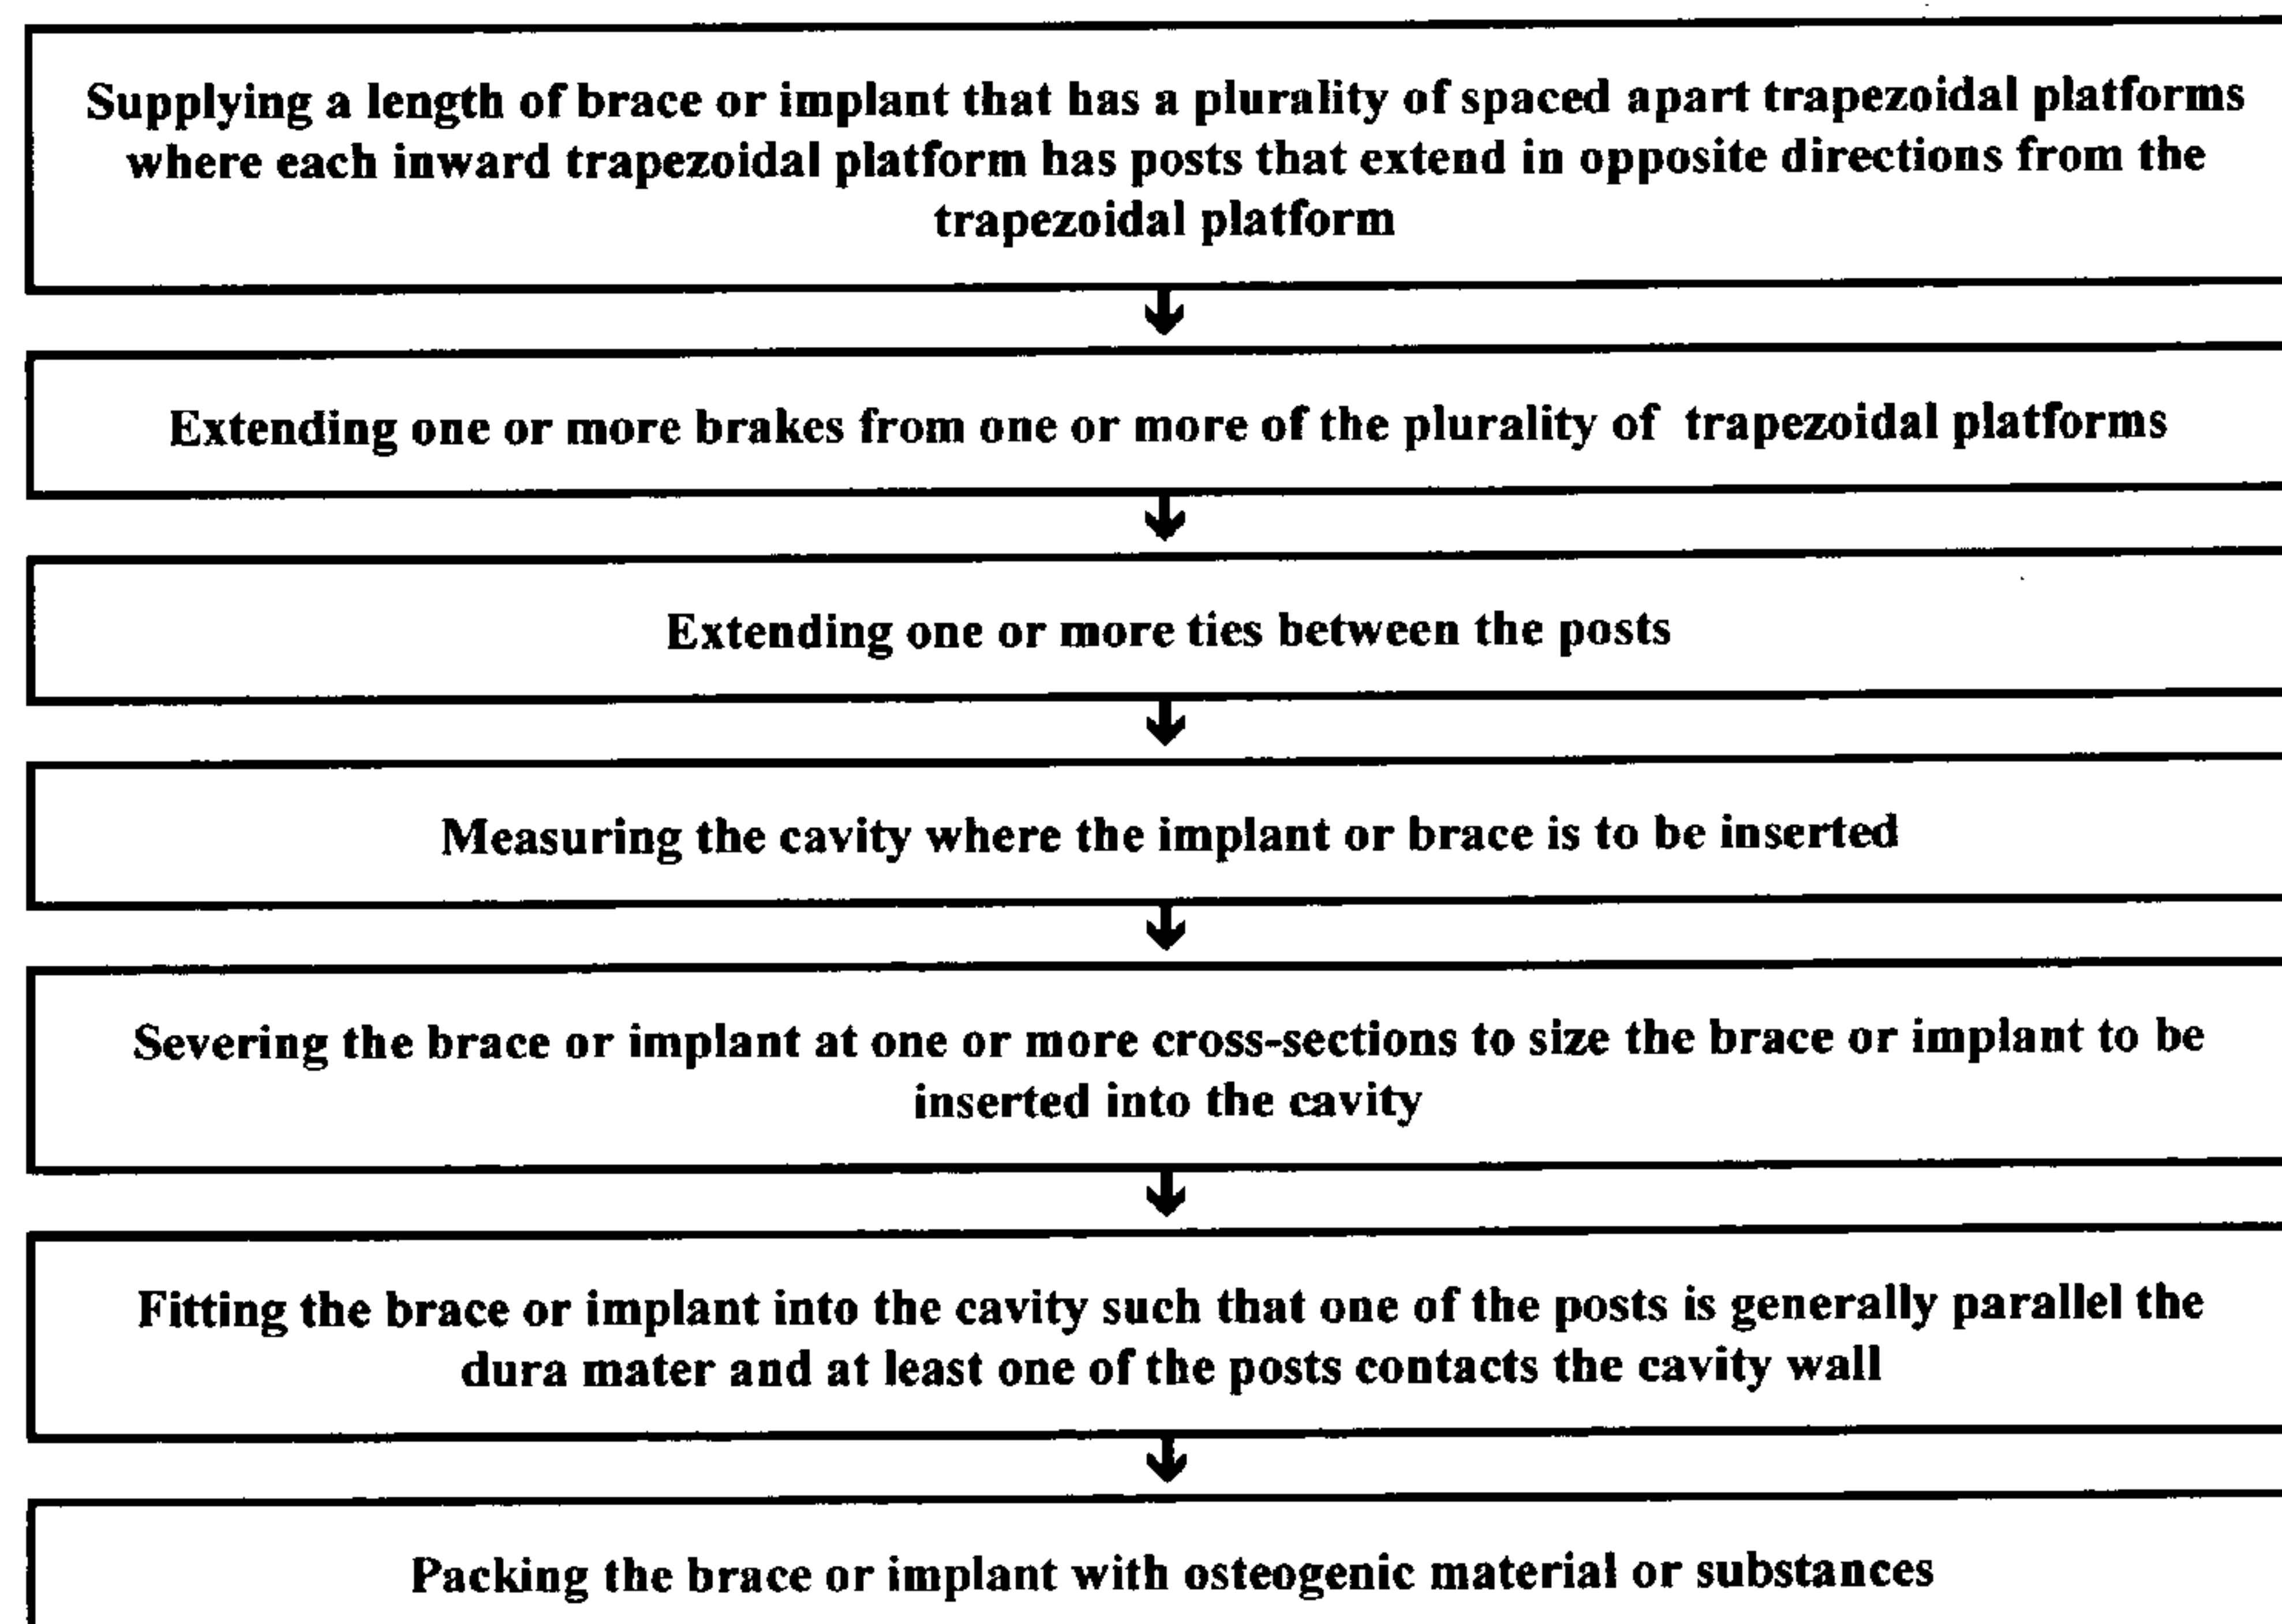 Supplying a length of brace or implant that has a plurality of spaced apart trapezoidal platforms
where each inward trapezoidal platform has posts that extend in opposite directions from the
trapezoidal platform
Extending one or more brakes from one or more of the plurality of trapezoidal platforms
Extending one or more ties between the posts
Measuring the cavity where the implant or brace is to be inserted
Severing the brace or implant at one or more cross-sections to size the brace or implant to be
inserted into the cavity
Fitting the brace or implant into the cavity such that one of the posts is generally parallel the
dura mater and at least one of the posts contacts the cavity wall
Packing the brace or implant with osteogenic material or substances